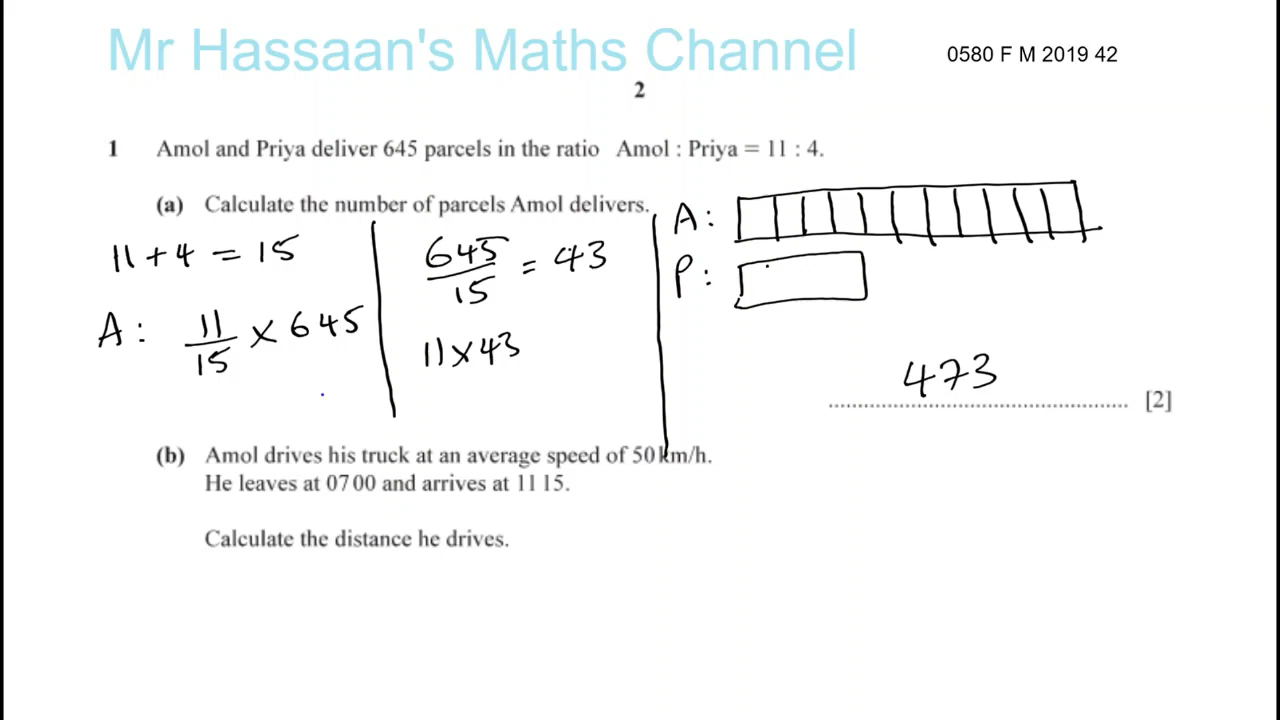 Mr Hassaan's Maths Channel
0580 F M 2019 42
2
1 Amol and Priya deliver 645 parcels in the ratio Amol : Priya = 11 : 4.
(a) Calculate the number of parcels Amol delivers.
11 + 4 = 15
A: 11/15 × 645
645/15 = 43
11 × 43
A:
P:
473
[2]
(b) Amol drives his truck at an average speed of 50 km/h.
He leaves at 07 00 and arrives at 11 15.
Calculate the distance he drives.